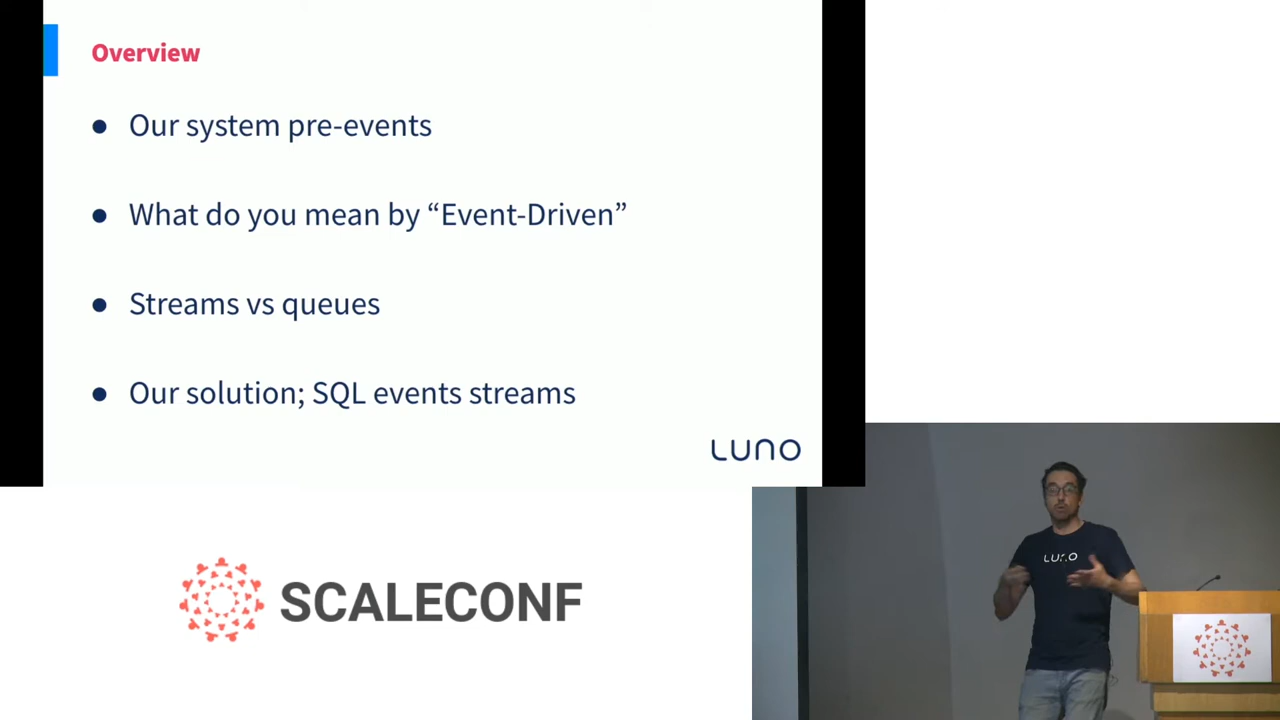 Overview
● Our system pre-events
● What do you mean by “Event-Driven”
● Streams vs queues
● Our solution; SQL events streams
LUNO
SCALECONF
LUNO